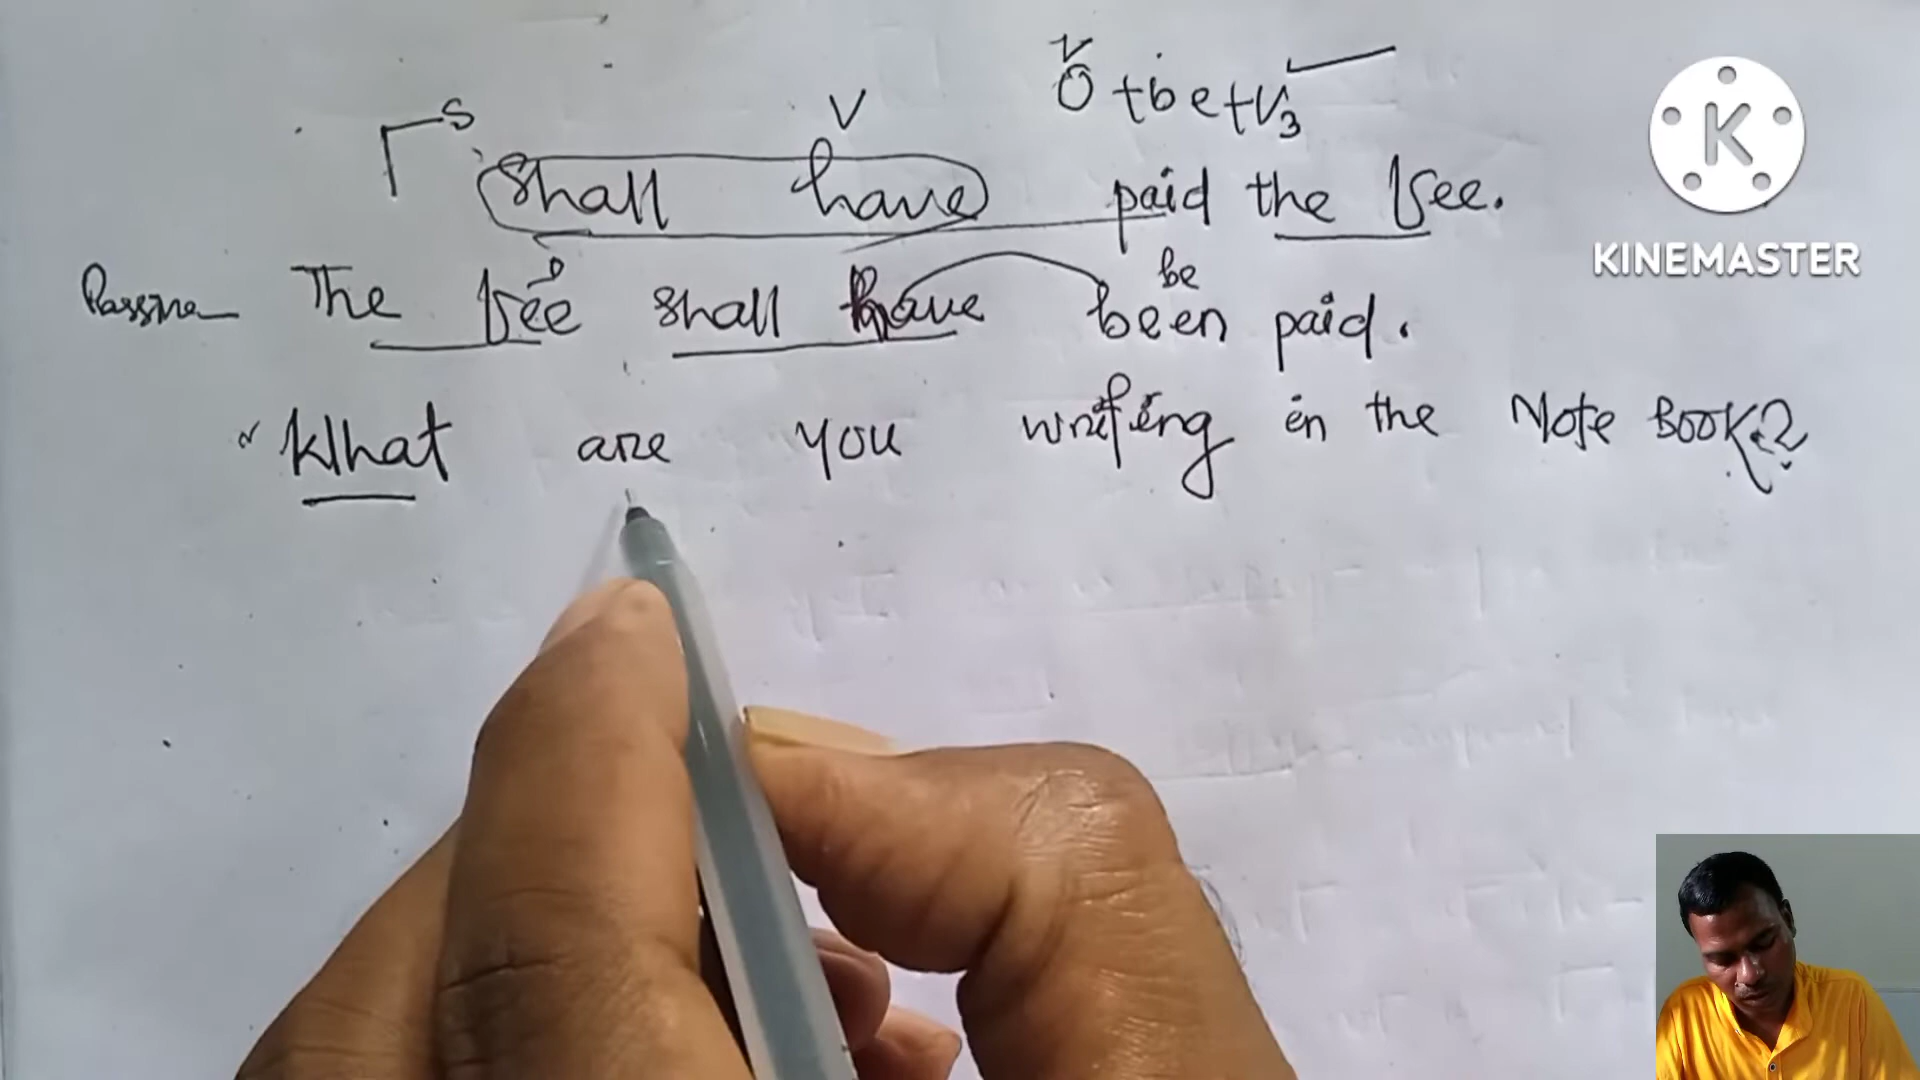 O + be + V3
S V
I shall have paid the fee.
KINEMASTER
be
Passive The fee shall have been paid.
What are you writing in the Note Book?